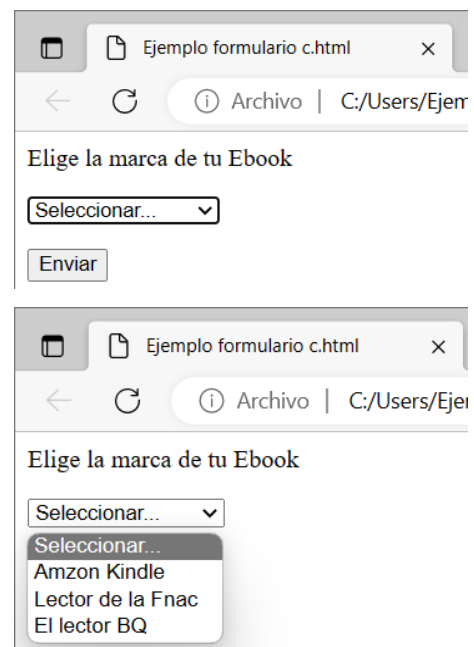 Ejemplo formulario c.html
Archivo | C:/Users/Ejem
Elige la marca de tu Ebook
Seleccionar...
Enviar
Ejemplo formulario c.html
Archivo | C:/Users/Ejer
Elige la marca de tu Ebook
Seleccionar...
Seleccionar...
Amzon Kindle
Lector de la Fnac
El lector BQ